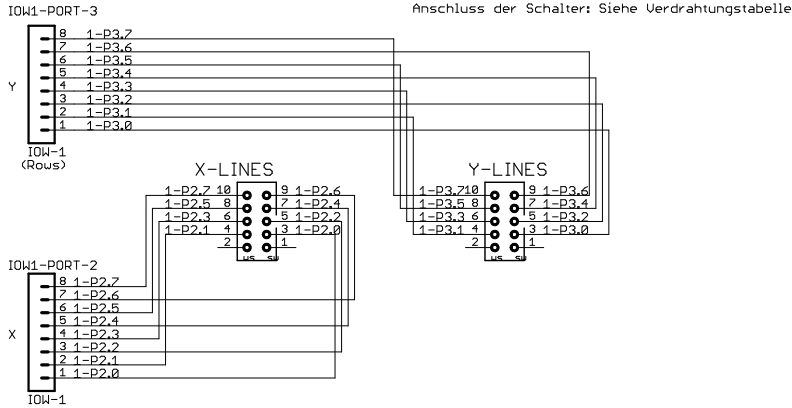 Anschluss der Schalter: Siehe Verdrahtungstabelle
IOW1-PORT-3
8 1-P3.7
7 1-P3.6
6 1-P3.5
5 1-P3.4
4 1-P3.3
3 1-P3.2
2 1-P3.1
1 1-P3.0
Y
IOW-1
(Rows)
X-LINES
1-P2.7 10 9 1-P2.6
1-P2.5 8 7 1-P2.4
1-P2.3 6 5 1-P2.2
1-P2.1 4 3 1-P2.0
2 1
ws sw
Y-LINES
1-P3.7 10 9 1-P3.6
1-P3.5 8 7 1-P3.4
1-P3.3 6 5 1-P3.2
1-P3.1 4 3 1-P3.0
2 1
ws sw
IOW1-PORT-2
8 1-P2.7
7 1-P2.6
6 1-P2.5
5 1-P2.4
4 1-P2.3
3 1-P2.2
2 1-P2.1
1 1-P2.0
X
IOW-1